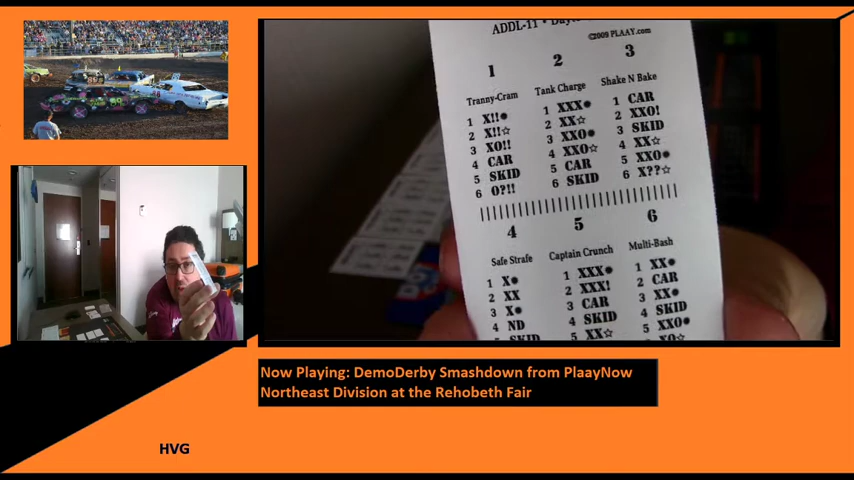 ADDL-11 •
©2009 PLAAY.com
1 2 3
Tranny-Cram Tank Charge Shake N Bake
1 X!!● 1 XXX● 1 CAR
2 X!!☆ 2 XX☆ 2 XXO!
3 XO!! 3 XXO● 3 SKID
4 CAR 4 XXO☆ 4 XX☆
5 SKID 5 CAR 5 XXO●
6 O?!! 6 SKID 6 X??☆
4 5 6
Safe Strafe Captain Crunch Multi-Bash
1 X● 1 XXX● 1 XX●
2 XX 2 XXX! 2 CAR
3 X● 3 CAR 3 XX●
4 ND 4 SKID 4 SKID
5 SKID 5 XX☆ 5 XXO●
Now Playing: DemoDerby Smashdown from PlaayNow
Northeast Division at the Rehobeth Fair
HVG